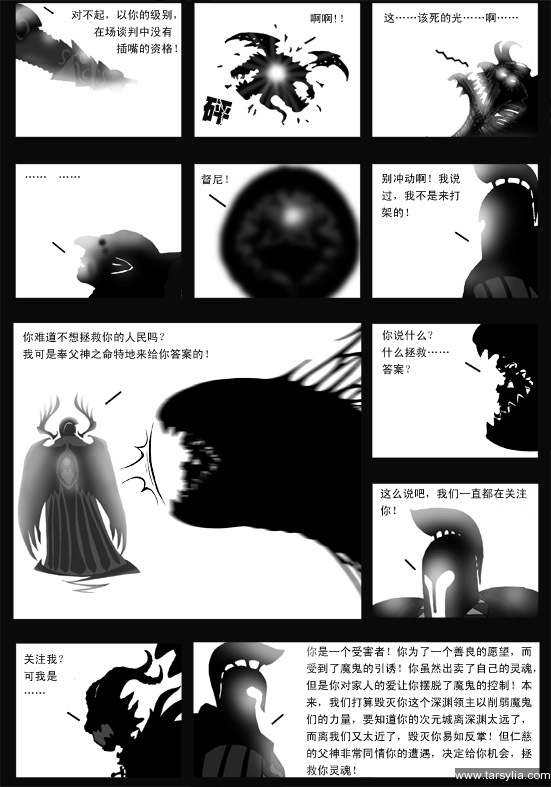 对不起，以你的级别，
在场谈判中没有
插嘴的资格！
啊啊！！
砰
这……该死的光……啊……
…… ……
督尼！
别冲动啊！我说
过，我不是来打
架的！
你难道不想拯救你的人民吗？
我可是奉父神之命特地来给你答案的！
你说什么？
什么拯救……
答案？
这么说吧，我们一直都在关注
你！
关注我？
可我是
……
你是一个受害者！你为了一个善良的愿望，而
受到了魔鬼的引诱！你虽然出卖了自己的灵魂，
但是你对家人的爱让你摆脱了魔鬼的控制！本
来，我们打算毁灭你这个深渊领主以削弱魔鬼
们的力量，要知道你的次元城离深渊太远了，
而离我们又太近了，毁灭你易如反掌！但仁慈
的父神非常同情你的遭遇，决定给你机会，拯
救你灵魂！
www.tarsylia.com